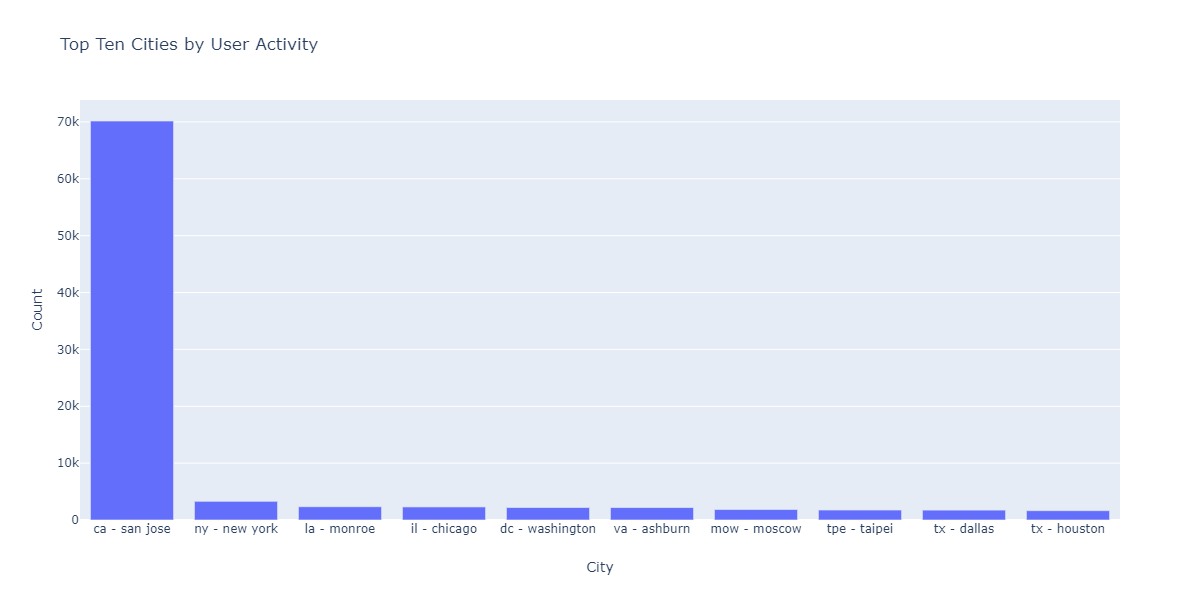 Top Ten Cities by User Activity
70k
60k
50k
40k
30k
20k
10k
0
Count
ca - san jose
ny - new york
la - monroe
il - chicago
dc - washington
va - ashburn
mow - moscow
tpe - taipei
tx - dallas
tx - houston
City